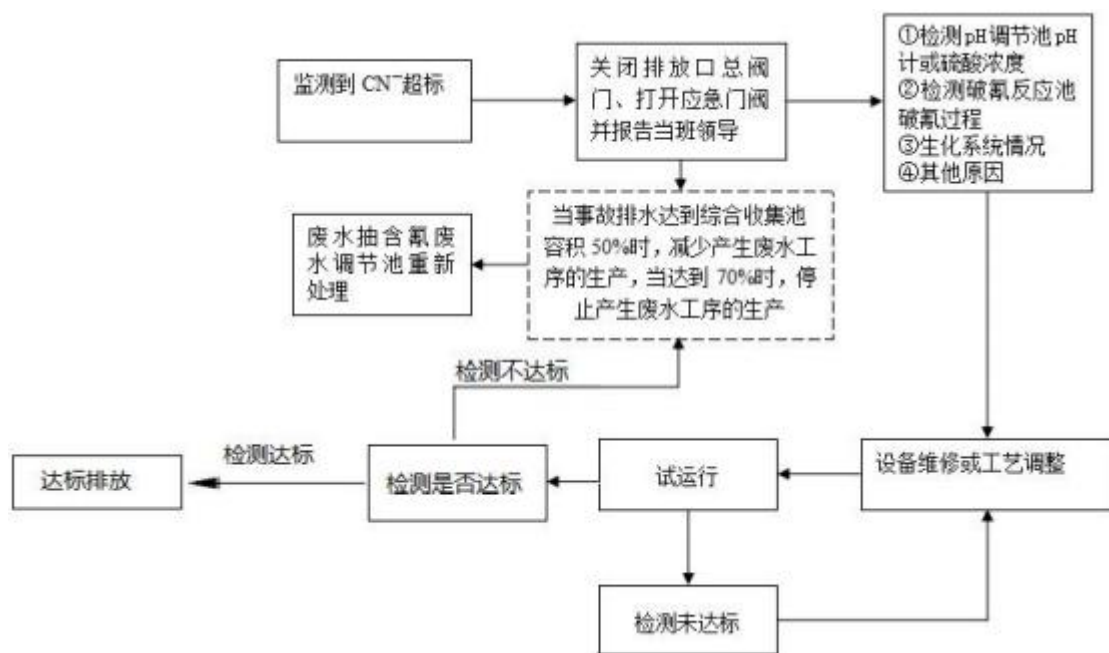 监测到 CN⁻超标
关闭排放口总阀
门、打开应急门阀
并报告当班领导
①检测pH调节池pH
计或硫酸浓度
②检测破氰反应池
破氰过程
③生化系统情况
④其他原因
当事故排水达到综合收集池
容积 50%时，减少产生废水工
序的生产，当达到 70%时，停
止产生废水工序的生产
废水抽含氰废
水调节池重新
处理
检测不达标
检测达标
达标排放
检测是否达标
试运行
设备维修或工艺调整
检测未达标